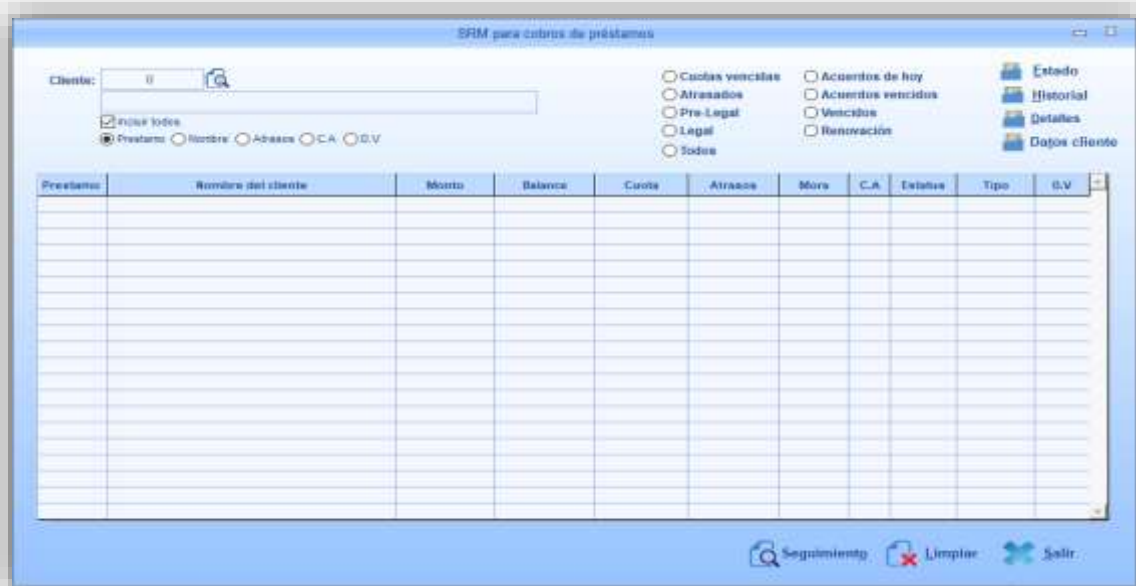 SRM para cobros de préstamos
Cliente: 0
Incluir todos
Prestamo Nombre Atrasos C.A D.V
Cuotas vencidas Acuerdos de hoy
Atrasados Acuerdos vencidos
Pre-Legal Vencidos
Legal Renovación
Todos
Estado
Historial
Detalles
Datos cliente
Prestamo Nombre del cliente Monto Balance Cuota Atrasos Mora C.A Estatus Tipo D.V
Seguimiento Limpiar Salir